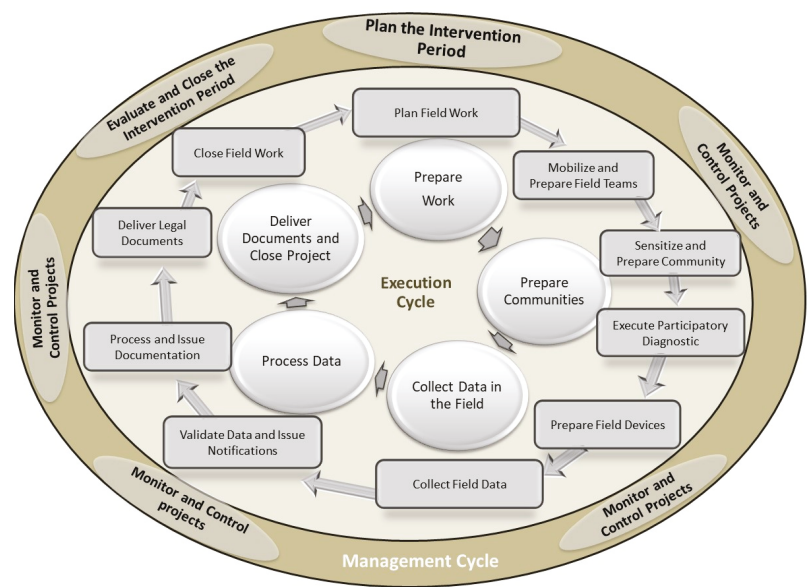 Plan the Intervention
Period
Evaluate and Close the
Intervention Period
Monitor and
Control Projects
Plan Field Work
Close Field Work
Mobilize and
Prepare Field Teams
Prepare
Work
Deliver
Documents and
Close Project
Deliver Legal
Documents
Sensitize and
Prepare Community
Execution
Cycle
Prepare
Communities
Monitor and
Control Projects
Process and Issue
Documentation
Execute Participatory
Diagnostic
Process Data
Collect Data in
the Field
Validate Data and Issue
Notifications
Prepare Field Devices
Collect Field Data
Monitor and Control
projects
Monitor and
Control Projects
Management Cycle